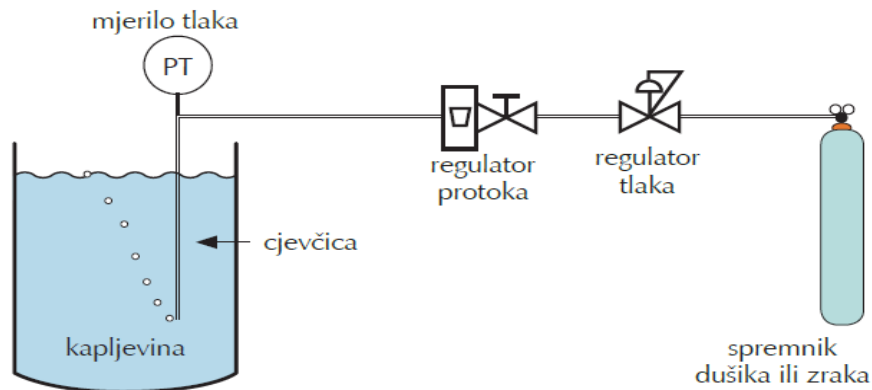 mjerilo tlaka
PT
regulator
protoka
regulator
tlaka
cjevčica
kapljevina
spremnik
dušika ili zraka